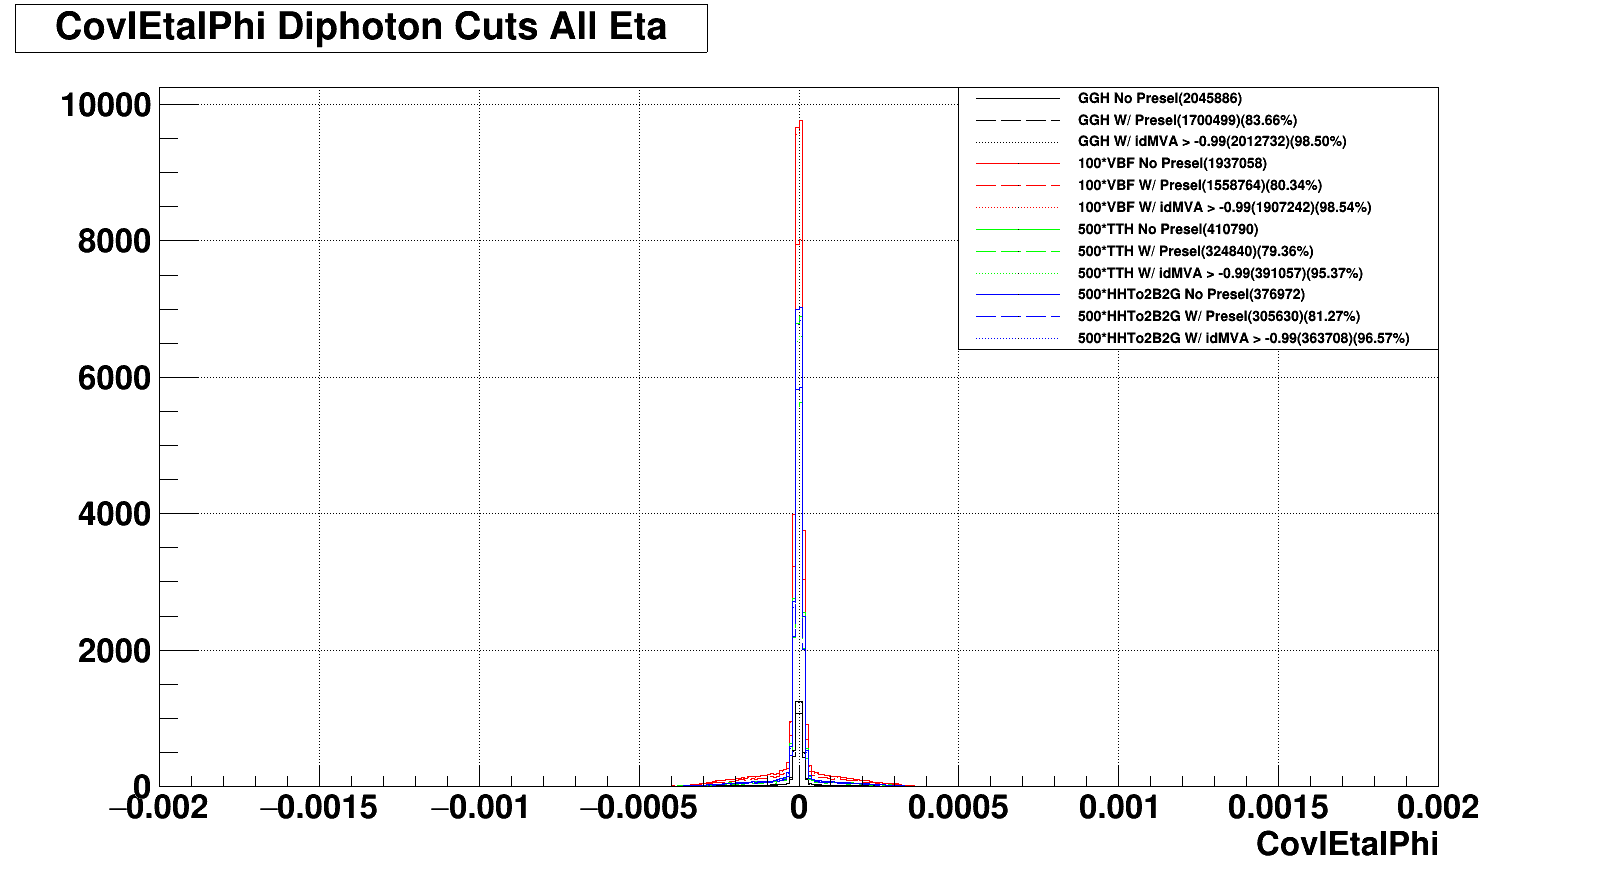 CovIEtaIPhi Diphoton Cuts All Eta
10000
8000
6000
4000
2000
0
GGH No Presel(2045886)
GGH W/ Presel(1700499)(83.66%)
GGH W/ idMVA > -0.99(2012732)(98.50%)
100*VBF No Presel(1937058)
100*VBF W/ Presel(1558764)(80.34%)
100*VBF W/ idMVA > -0.99(1907242)(98.54%)
500*TTH No Presel(410790)
500*TTH W/ Presel(324840)(79.36%)
500*TTH W/ idMVA > -0.99(391057)(95.37%)
500*HHTo2B2G No Presel(376972)
500*HHTo2B2G W/ Presel(305630)(81.27%)
500*HHTo2B2G W/ idMVA > -0.99(363708)(96.57%)
−0.002 −0.0015 −0.001 −0.0005 0 0.0005 0.001 0.0015 0.002
CovIEtaIPhi